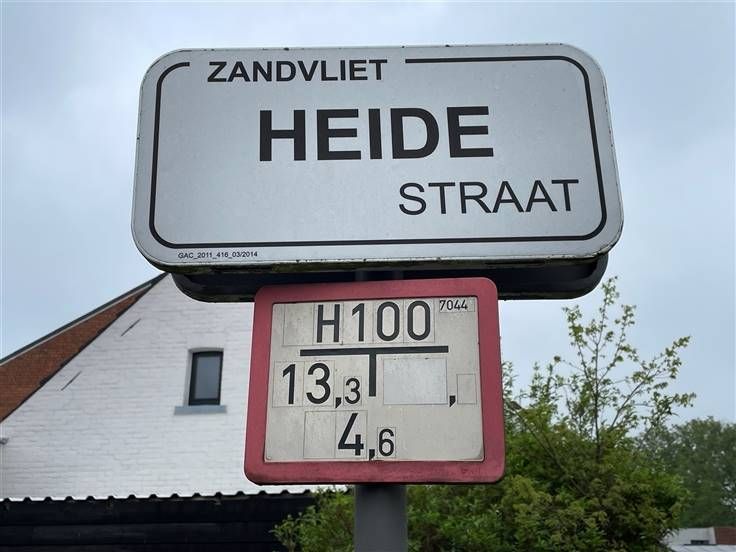 ZANDVLIET
HEIDE
STRAAT
GAC_2011_416_03/2014
H100
7044
13,3 ,
4,6